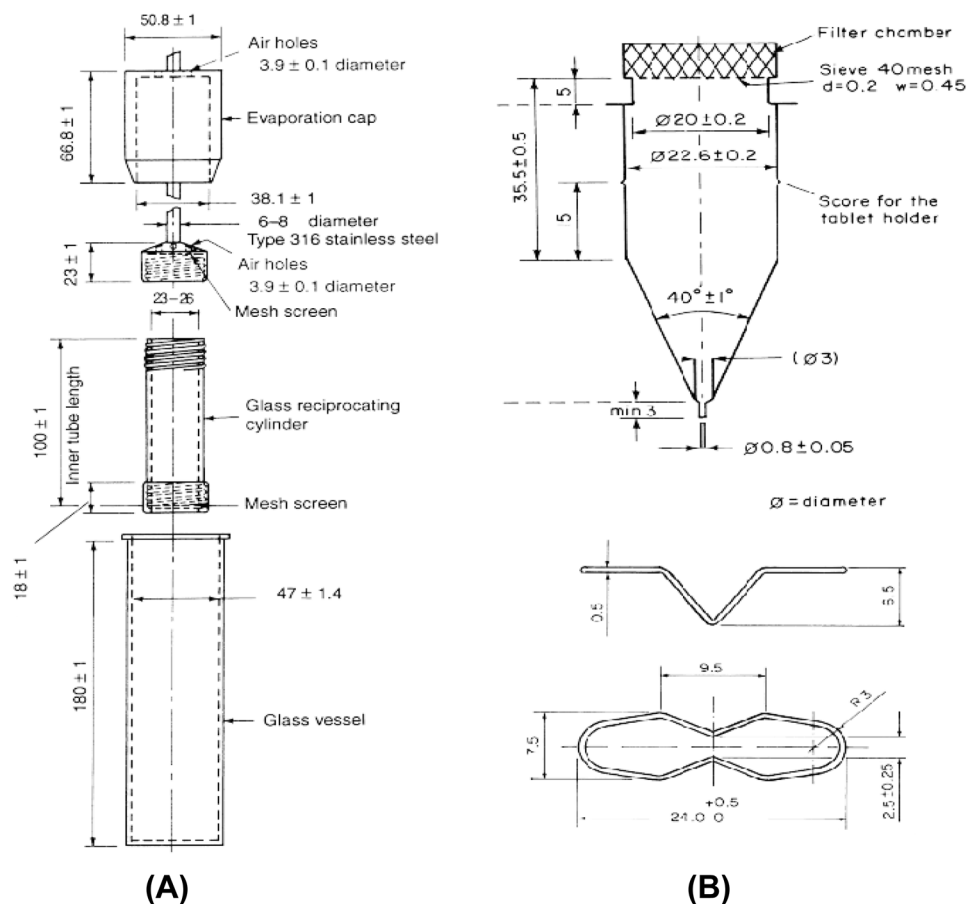 50.8 ± 1
Air holes
3.9 ± 0.1 diameter
Evaporation cap
66.8 ± 1
38.1 ± 1
6–8 diameter
Type 316 stainless steel
23 ± 1
Air holes
3.9 ± 0.1 diameter
23–26
Mesh screen
100 ± 1
Inner tube length
Glass reciprocating
cylinder
Mesh screen
18 ± 1
47 ± 1.4
180 ± 1
Glass vessel
(A)
Filter chamber
Sieve 40 mesh
d=0.2 w=0.45
5
Ø20±0.2
Ø22.6±0.2
35.5±0.5
Score for the
tablet holder
15
40°±1°
(Ø3)
min 3
Ø0.8±0.05
Ø=diameter
0.5
9.5
R3
7.5
2.5±0.25
+0.5
24.0 0
(B)